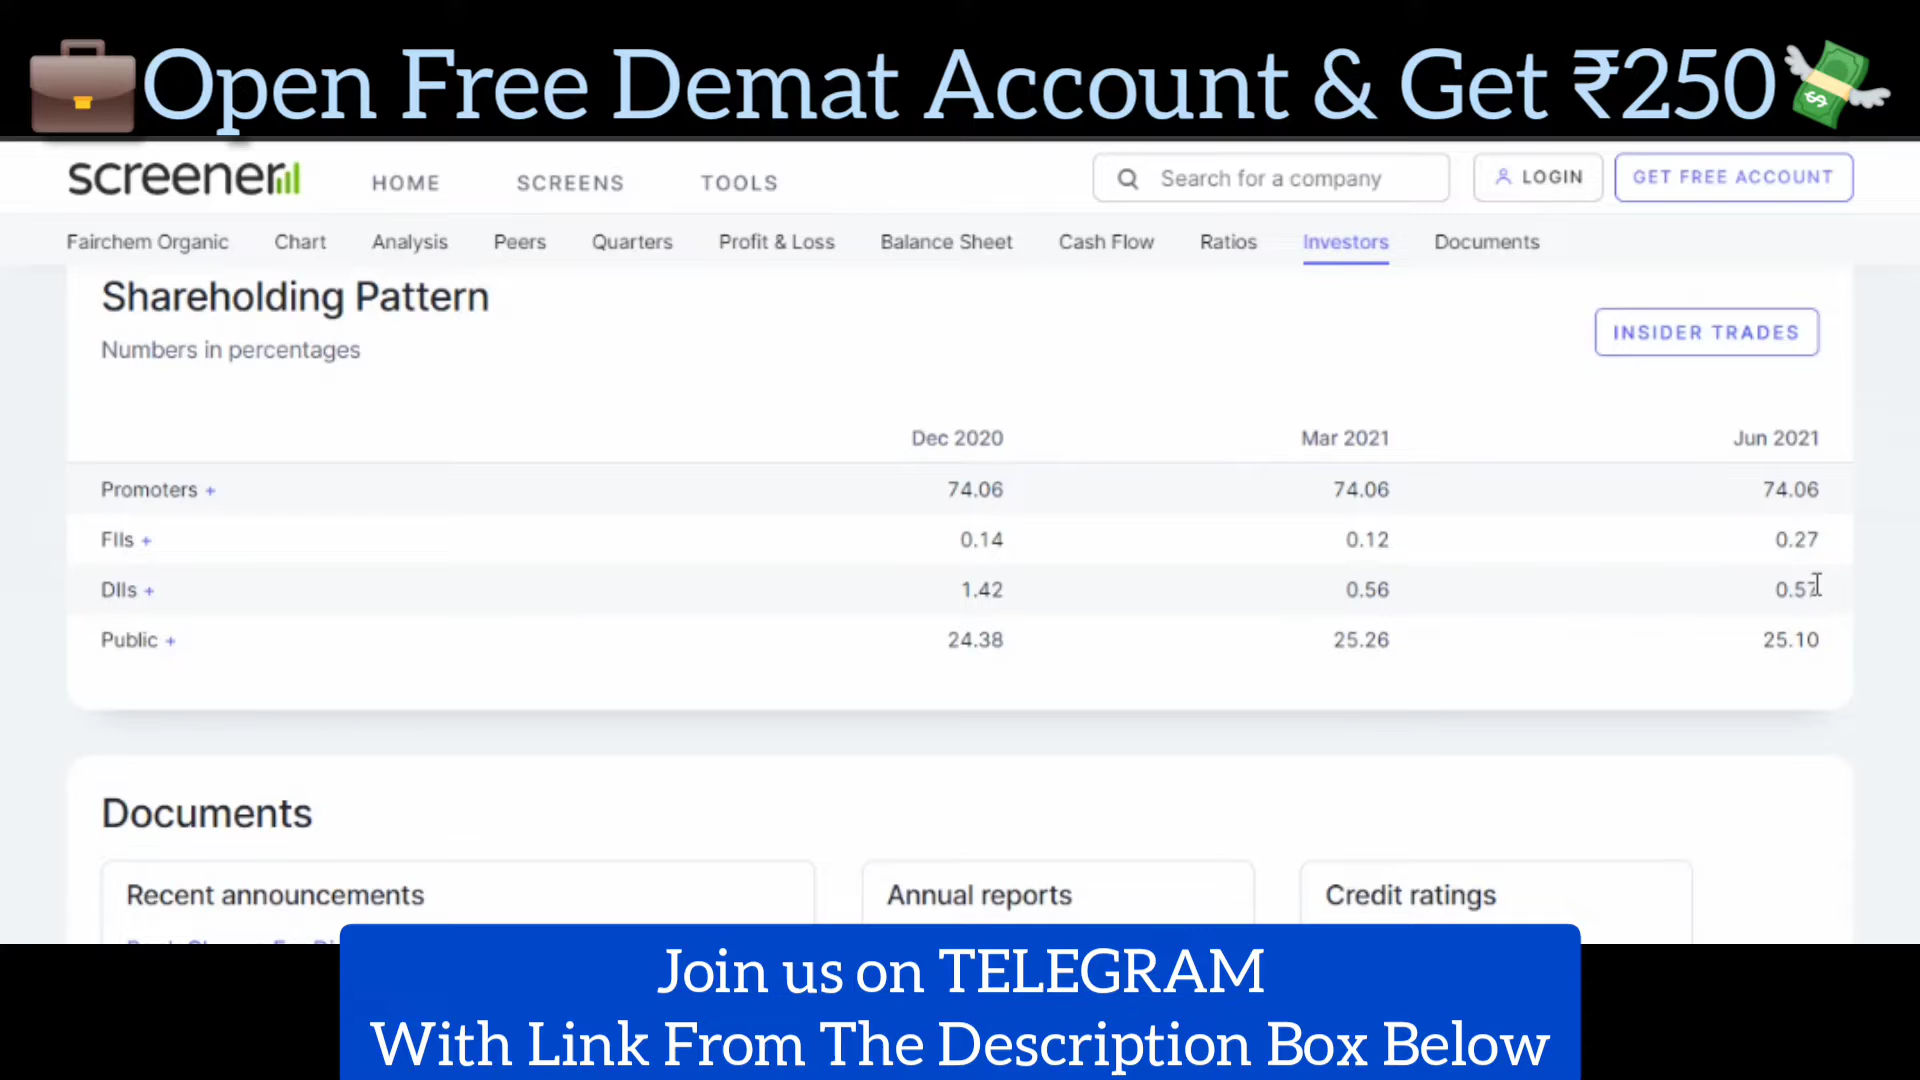 Open Free Demat Account & Get ₹250
screener
HOME SCREENS TOOLS Search for a company LOGIN GET FREE ACCOUNT
Fairchem Organic Chart Analysis Peers Quarters Profit & Loss Balance Sheet Cash Flow Ratios Investors Documents
Shareholding Pattern
Numbers in percentages
INSIDER TRADES
Dec 2020 Mar 2021 Jun 2021
Promoters + 74.06 74.06 74.06
FIIs + 0.14 0.12 0.27
DIIs + 1.42 0.56 0.57
Public + 24.38 25.26 25.10
Documents
Recent announcements Annual reports Credit ratings
Join us on TELEGRAM
With Link From The Description Box Below